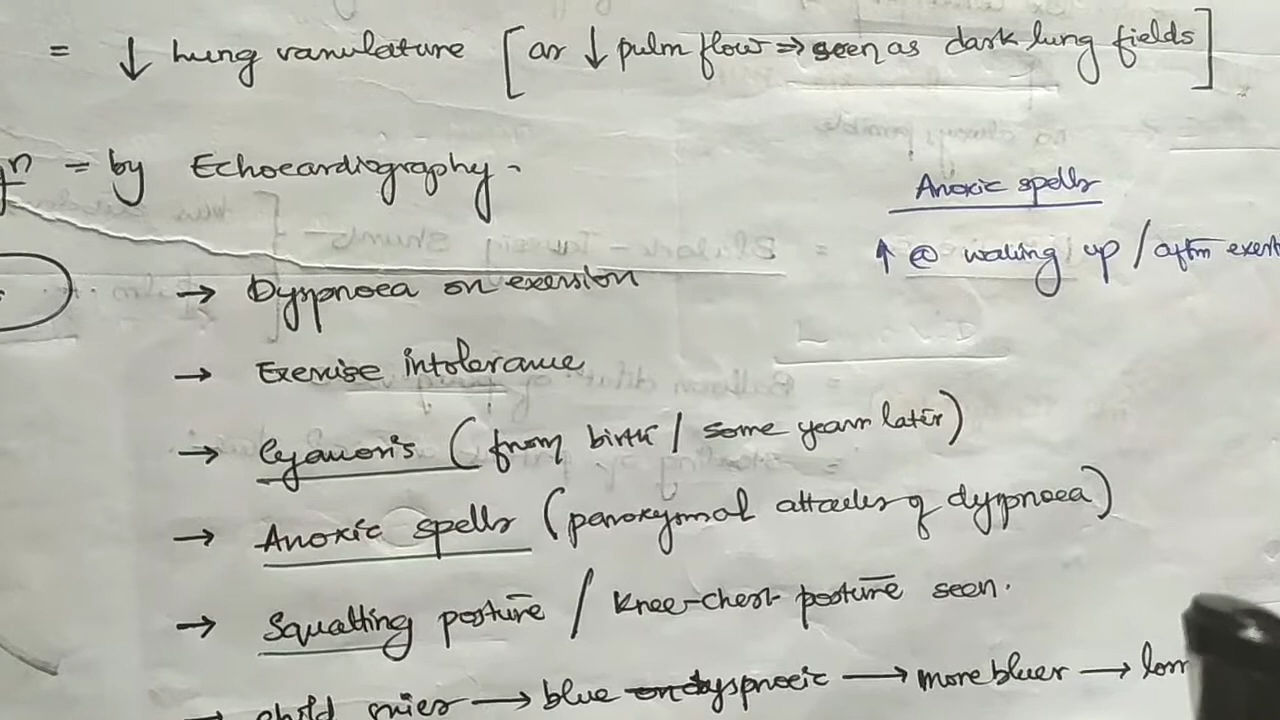 = ↓ lung vasculature [as ↓ pulm flow ⇒ seen as dark lung fields]
n = by Echocardiography -
Anoxic spells
↑ @ waking up / after exert
→ Dyspnoea on exersion
→ Exercise intolerance
→ Cyanosis (from birth / some years later)
→ Anoxic spells (paroxysmal attacks of dyspnoea)
→ Squatting posture / Knee-chest posture seen.
→ child cries → blue dyspnoeic → more bluer →